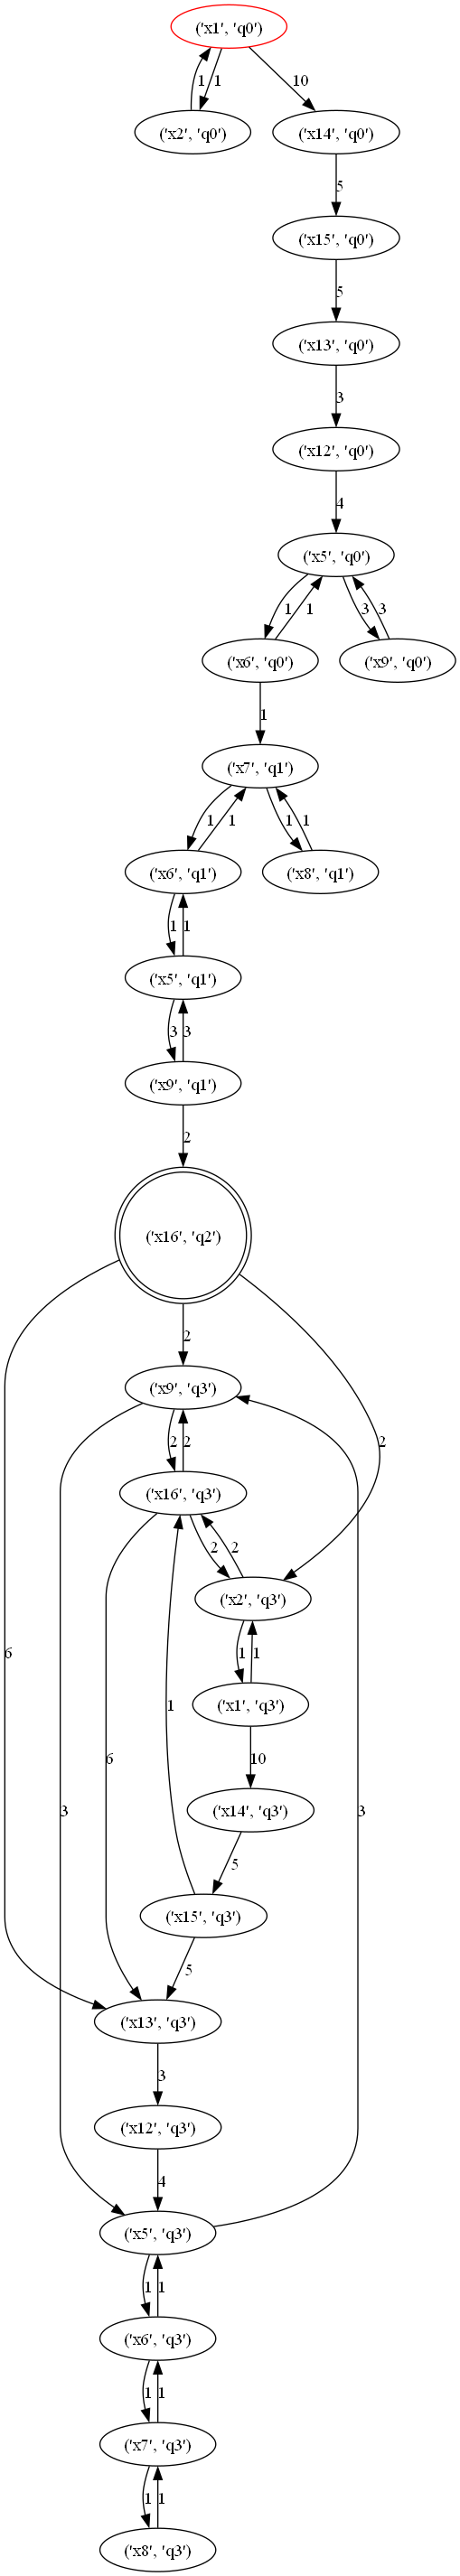 ('x1', 'q0')
1 1 10
('x2', 'q0') ('x14', 'q0')
5
('x15', 'q0')
5
('x13', 'q0')
3
('x12', 'q0')
4
('x5', 'q0')
1 1 3 3
('x6', 'q0') ('x9', 'q0')
1
('x7', 'q1')
1 1 1 1
('x6', 'q1') ('x8', 'q1')
1 1
('x5', 'q1')
3 3
('x9', 'q1')
2
('x16', 'q2')
2
('x9', 'q3')
2 2 2
('x16', 'q3')
2 2
('x2', 'q3')
6 1 1
('x1', 'q3')
1
6 10
('x14', 'q3')
3 3
5
('x15', 'q3')
5
('x13', 'q3')
3
('x12', 'q3')
4
('x5', 'q3')
1 1
('x6', 'q3')
1 1
('x7', 'q3')
1 1
('x8', 'q3')